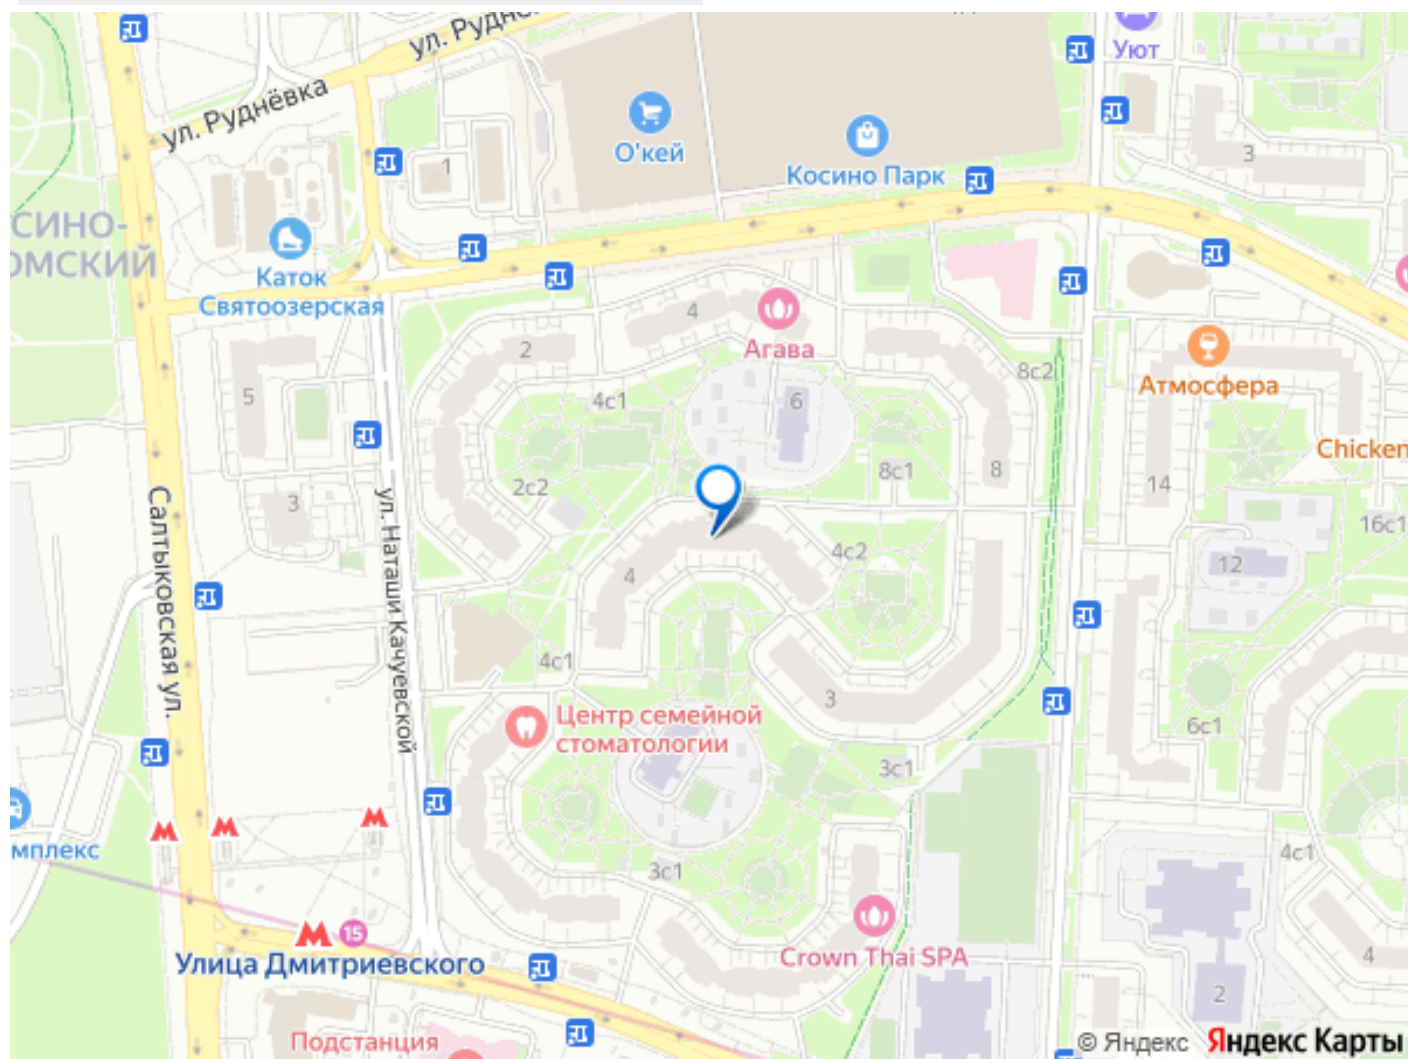 ул. Руднёвка
ул. Рудн
Уют
О'кей
Косино Парк
1
3
СИНО-
ОМСКИЙ
Каток
Святоозерская
4
Агава
2
8с2
Атмосфера
5
4с1
6
Chicken
2с2
8с1
8
14
3
16с1
4с2
12
4
Салтыковская ул.
ул. Наташи Качуевской
4с1
3
Центр семейной
стоматологии
6с1
3с1
мплекс
4с1
3с1
15
Улица Дмитриевского
Crown Thai SPA
4
2
Подстанция
© Яндекс Яндекс Карты